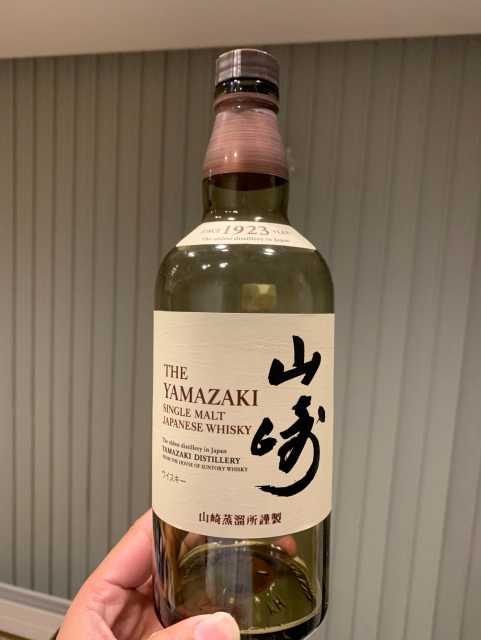 SINCE 1923 YEAR
The oldest distillery in Japan
THE
YAMAZAKI
SINGLE MALT
JAPANESE WHISKY
The oldest distillery in Japan
YAMAZAKI DISTILLERY
FROM THE HOUSE OF SUNTORY WHISKY
ウイスキー
山崎
山崎蒸溜所謹製